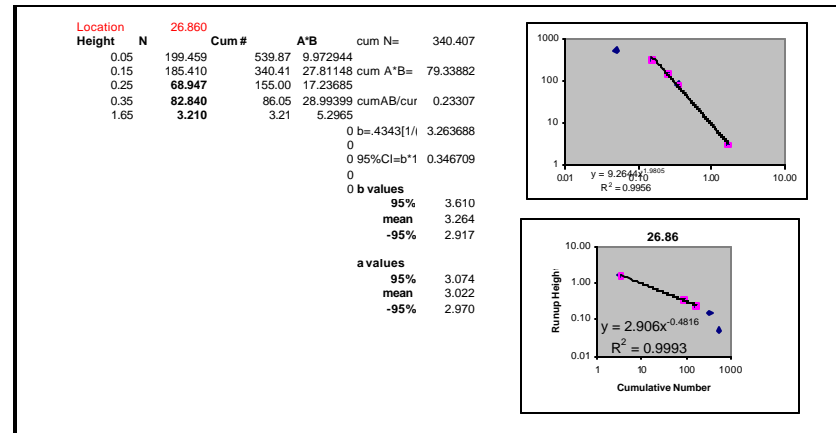 Location 26.860
Height N Cum # A*B cum N= 340.407
0.05 199.459 539.87 9.972944
0.15 185.410 340.41 27.81148 cum A*B= 79.33882
0.25 68.947 155.00 17.23685
0.35 82.840 86.05 28.99399 cumAB/cur 0.23307
1.65 3.210 3.21 5.2965
0 b=.4343[1/( 3.263688
0
0 95%CI=b*1 0.346709
0
0 b values
95% 3.610
mean 3.264
-95% 2.917
a values
95% 3.074
mean 3.022
-95% 2.970
1000
100
10
1
0.01 0.10 1.00 10.00
y = 9.2644x^-1.9805
R² = 0.9956
26.86
Runup Heigh
10.00
1.00
0.10
0.01
y = 2.906x^-0.4816
R² = 0.9993
1 10 100 1000
Cumulative Number